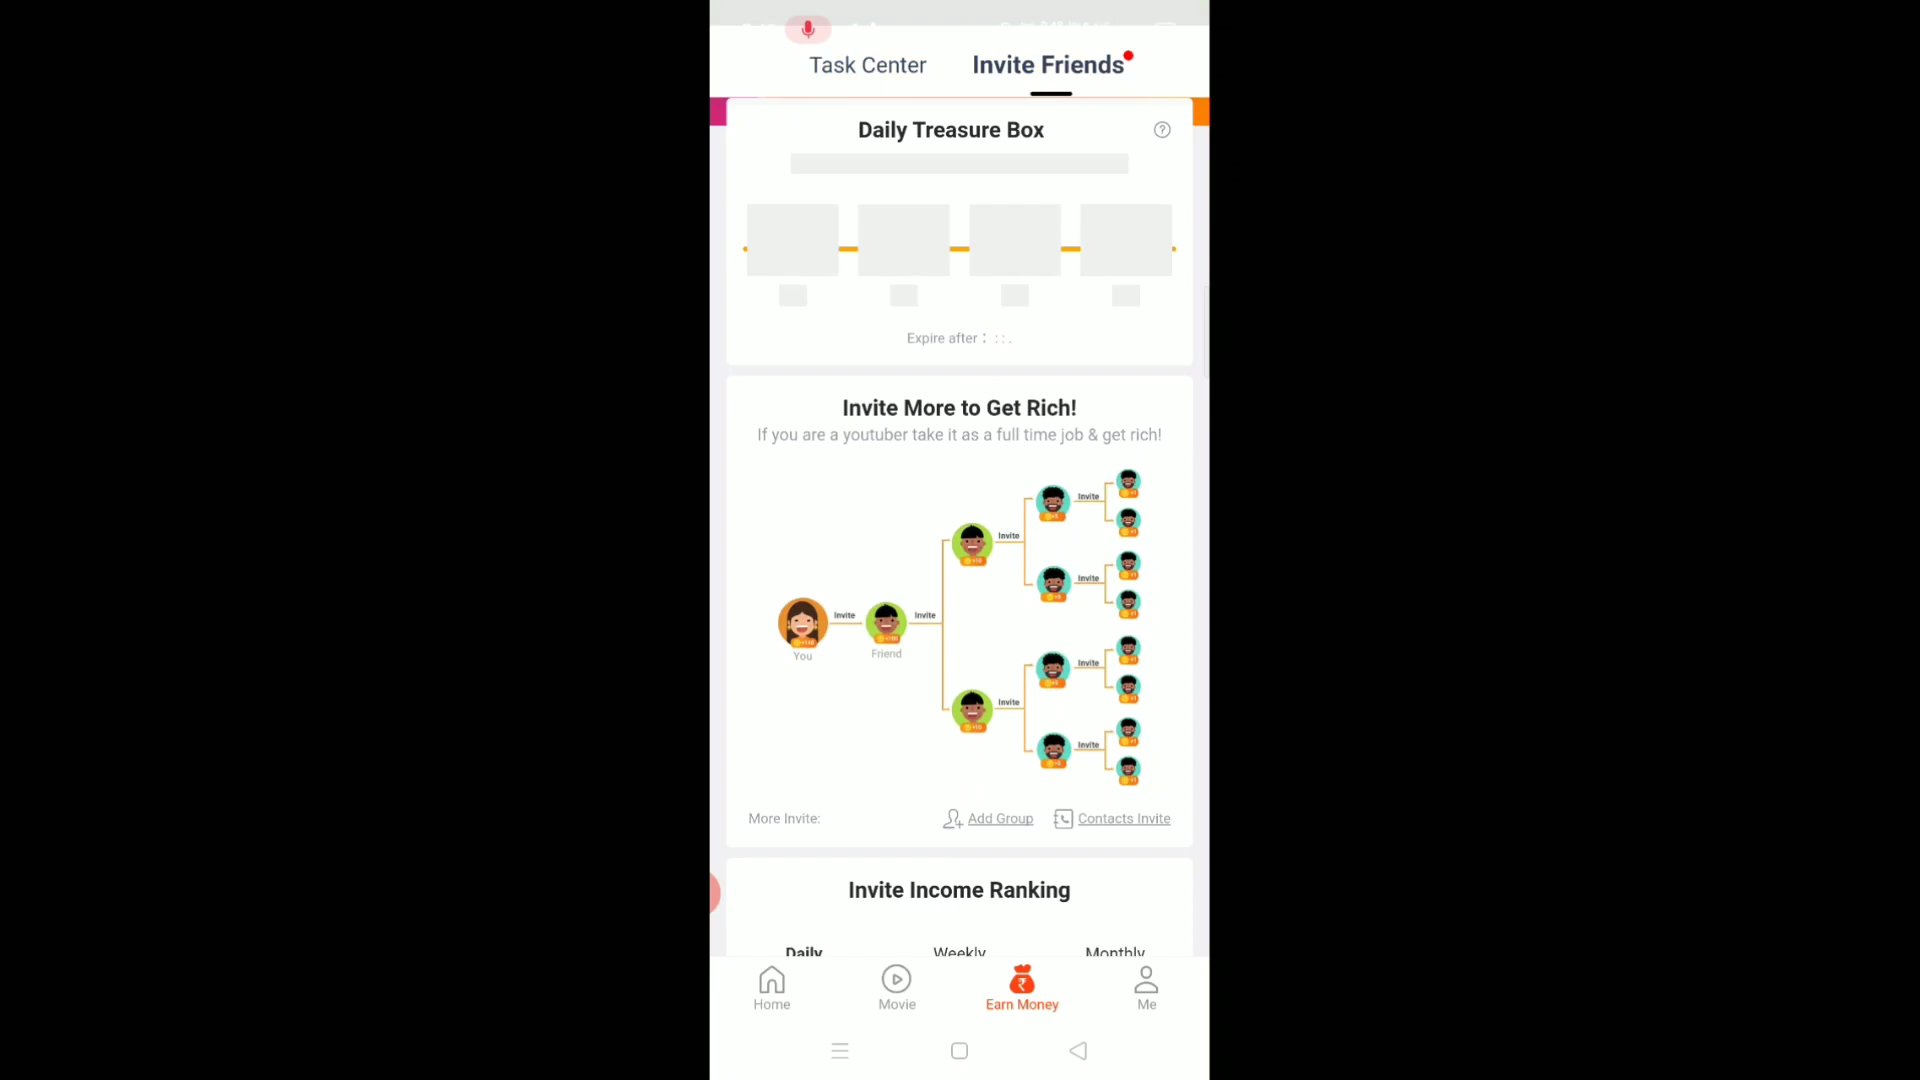 Task Center
Invite Friends
Daily Treasure Box
Expire after : : : .
Invite More to Get Rich!
If you are a youtuber take it as a full time job & get rich!
Invite
Invite
Invite
Invite
Invite
Invite
Invite
Invite
You
Friend
More Invite:
Add Group
Contacts Invite
Invite Income Ranking
Daily
Weekly
Monthly
Home
Movie
Earn Money
Me